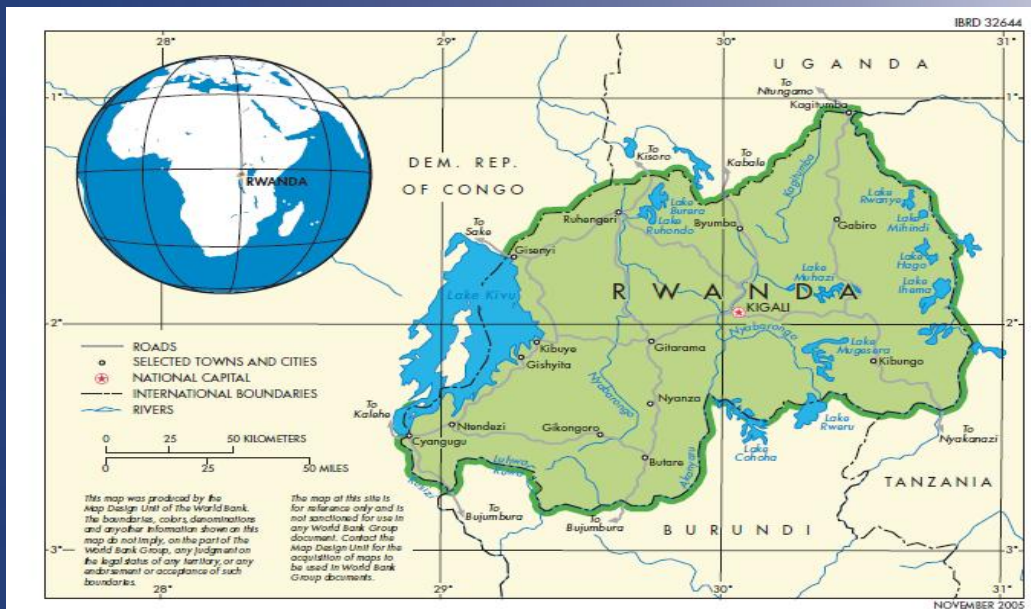 IBRD 32644
28°
29°
30°
31°
UGANDA
To
Ntungamo
Kagitumba
1°
1°
To
Kisoro
To
Kabale
DEM. REP.
OF CONGO
Kagitumba
RWANDA
Lake
Burera
Lake
Ruhondo
Lake
Rwanye
Lake
Mihindi
Ruhengeri
Byumba
Gabiro
To
Sake
Gisenyi
Lake
Hago
Lake
Muhazi
Lake
Ihema
Lake Kivu
RWANDA
KIGALI
2°
2°
Nyabarongo
Kibuye
Gitarama
Lake
Mugesera
Gishyita
Kibungo
ROADS
SELECTED TOWNS AND CITIES
NATIONAL CAPITAL
INTERNATIONAL BOUNDARIES
RIVERS
Nyabarongo
To
Kalehe
Nyanza
Ntendezi
Gikongoro
Lake
Rweru
To
Nyakanazi
Cyangugu
Lake
Cohoha
0 25 50 KILOMETERS
0 25 50 MILES
Butare
Akanyaru
Ruzizi
TANZANIA
To
Bujumbura
To
Bujumbura
BURUNDI
This map was produced by the
Map Design Unit of The World Bank.
The boundaries, colors, denominations
and any other information shown on this
map do not imply, on the part of The
World Bank Group, any judgment on
the legal status of any territory, or any
endorsement or acceptance of such
boundaries.
The map at this site is
for reference only and is
not sanctioned for use in
any World Bank Group
document. Contact the
Map Design Unit for the
acquisition of maps to
be used in World Bank
Group documents.
3°
3°
28°
29°
30°
31°
NOVEMBER 2005